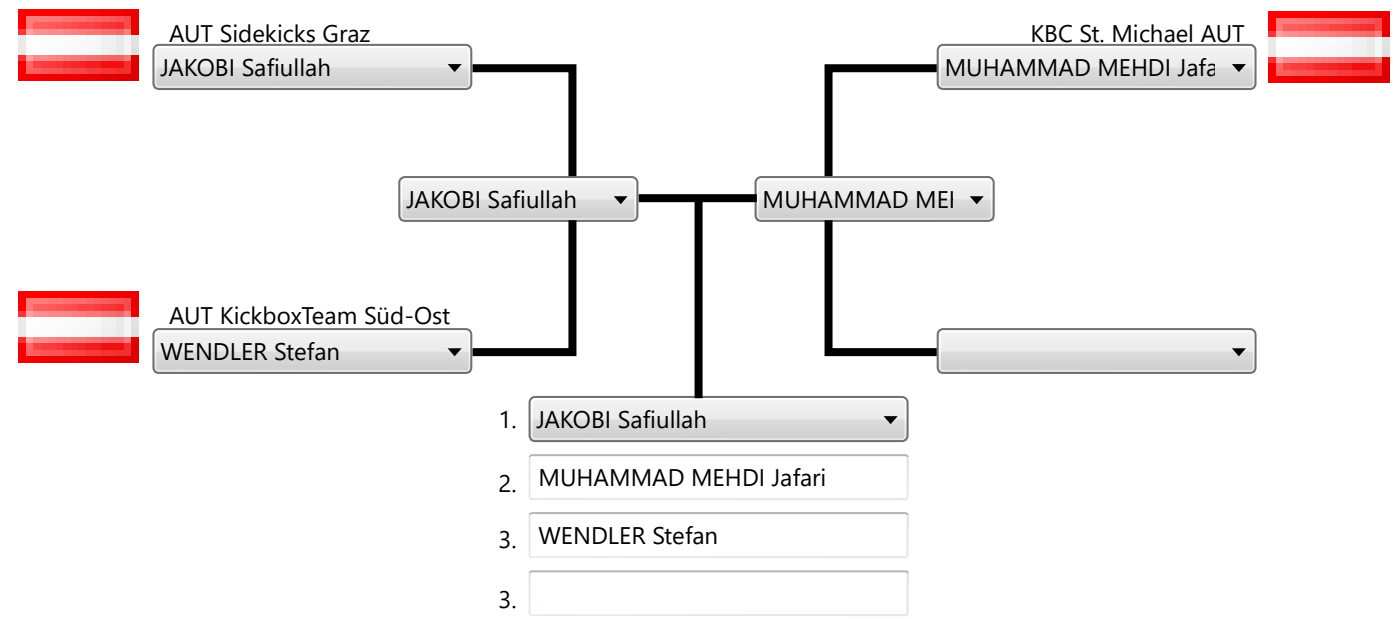 AUT Sidekicks Graz
JAKOBI Safiullah
KBC St. Michael AUT
MUHAMMAD MEHDI Jafa
JAKOBI Safiullah
MUHAMMAD MEI
AUT KickboxTeam Süd-Ost
WENDLER Stefan
1. JAKOBI Safiullah
2. MUHAMMAD MEHDI Jafari
3. WENDLER Stefan
3.